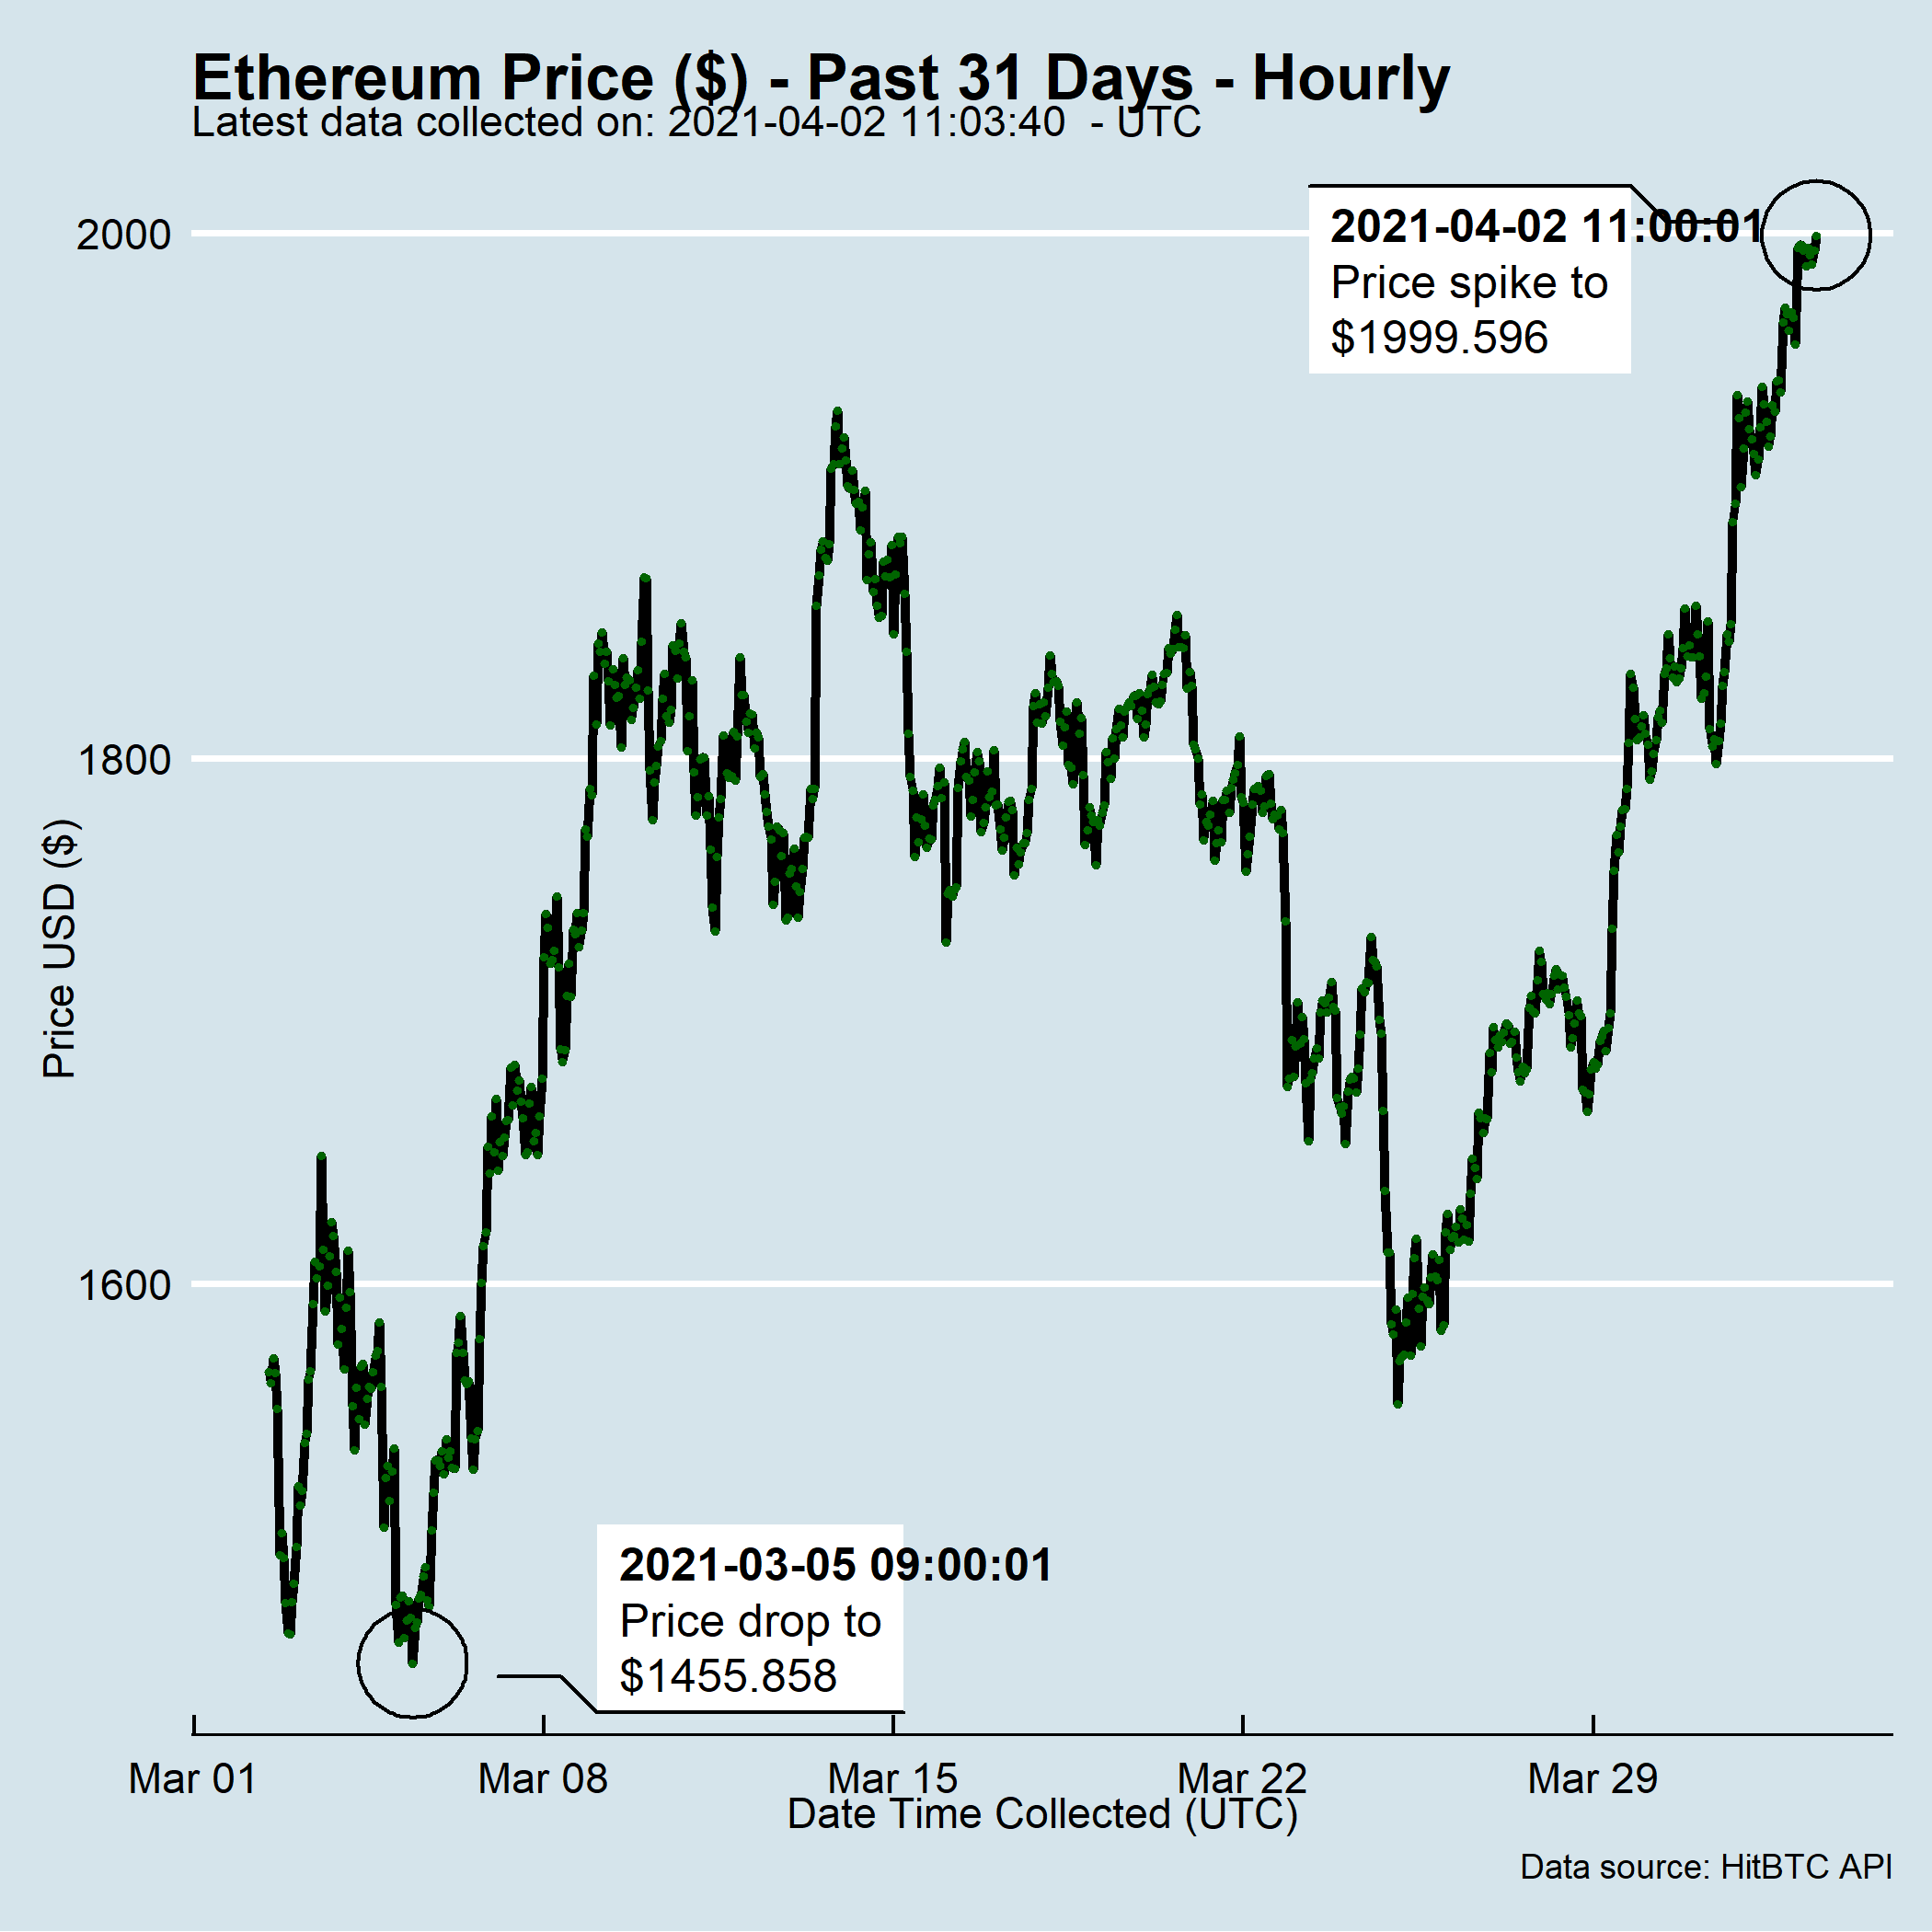 Ethereum Price ($) - Past 31 Days - Hourly
Latest data collected on: 2021-04-02 11:03:40  - UTC
2021-04-02 11:00:01
Price spike to
$1999.596
2000
1800
1600
Price USD ($)
2021-03-05 09:00:01
Price drop to
$1455.858
Mar 01
Mar 08
Mar 15
Mar 22
Mar 29
Date Time Collected (UTC)
Data source: HitBTC API